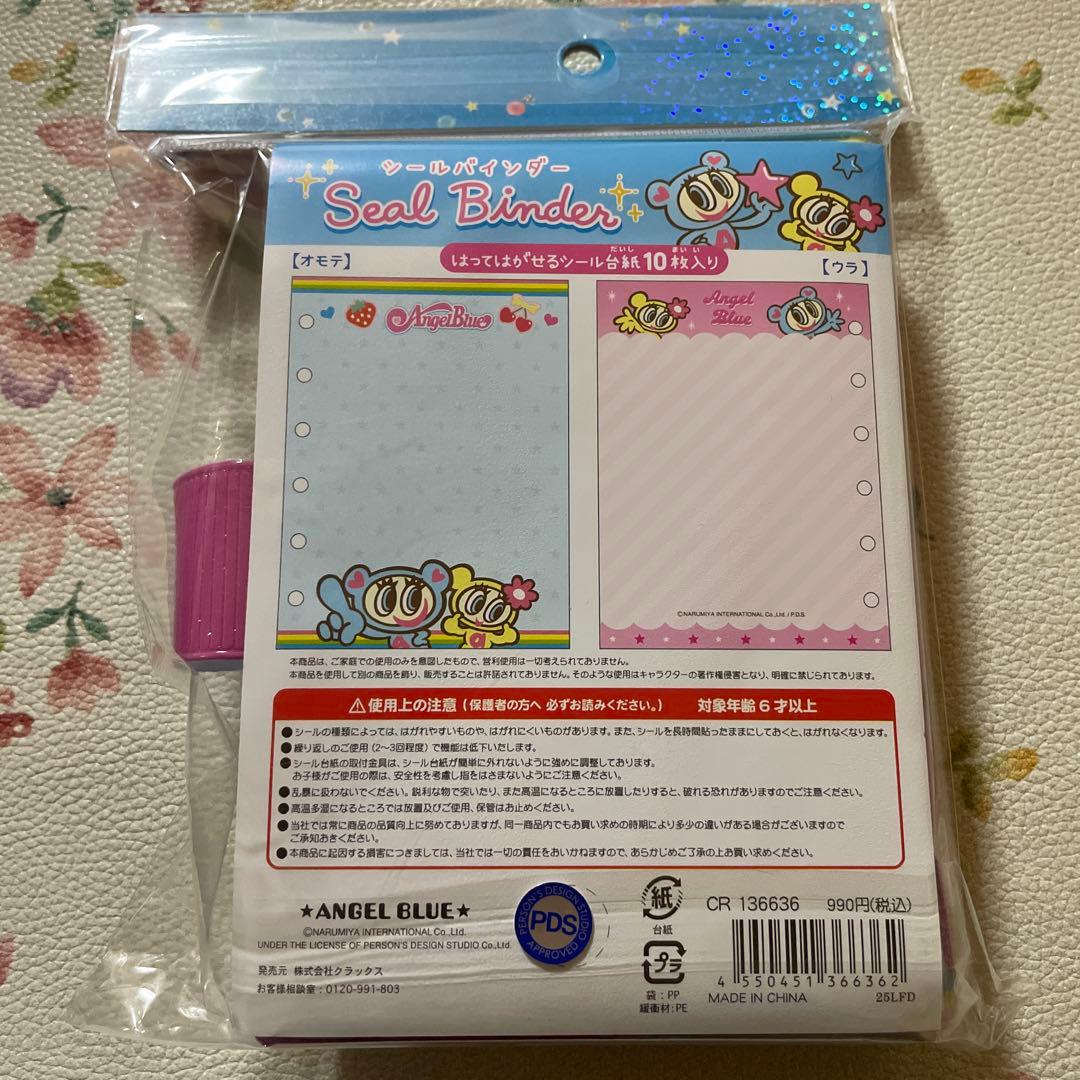 シールバインダー
Seal Binder
はってはがせるシール台紙10枚入り
だいし
まいい
【オモテ】
【ウラ】
AngelBlue
Angel
Blue
A
a
A
a
©NARUMIYA INTERNATIONAL Co.,Ltd. / P.D.S.
本商品は、ご家庭での使用のみを意図したもので、営利使用は一切考えられておりません。
本商品を使用して別の商品を飾り、販売することは許諾されておりません。そのような使用はキャラクターの著作権侵害となり、明確に禁じられております。
⚠使用上の注意(保護者の方へ 必ずお読みください。) 対象年齢6才以上
●シールの種類によっては、はがれやすいものや、はがれにくいものがあります。また、シールを長時間貼ったままにしておくと、はがれなくなります。
●繰り返しのご使用(2~3回程度)で機能は低下いたします。
●シール台紙の取付金具は、シール台紙が簡単に外れないように強めに調整しております。
お子様がご使用の際は、安全性を考慮し指をはさまないようにご注意ください。
●乱暴に扱わないでください。鋭利な物で突いたり、また高温になるところに放置したりすると、破れる恐れがありますのでご注意ください。
●高温多湿になるところでは放置及びご使用、保管はお止めください。
●当社では常に商品の品質向上に努めておりますが、同一商品内でもお買い求めの時期により多少の違いがある場合がございますので
ご承知おきください。
●本商品に起因する損害につきましては、当社では一切の責任をおいかねますので、あらかじめご了承の上お買い求めください。
★ANGEL BLUE★
©NARUMIYA INTERNATIONAL Co.,Ltd.
UNDER THE LICENSE OF PERSON'S DESIGN STUDIO Co.,Ltd.
発売元 株式会社クラックス
お客様相談室:0120-991-803
PERSON'S DESIGN STUDIO
PDS
APPROVED
紙
台紙
プラ
袋:PP
緩衝材:PE
CR 136636 990円(税込)
4 550451 366362
MADE IN CHINA
25LFD